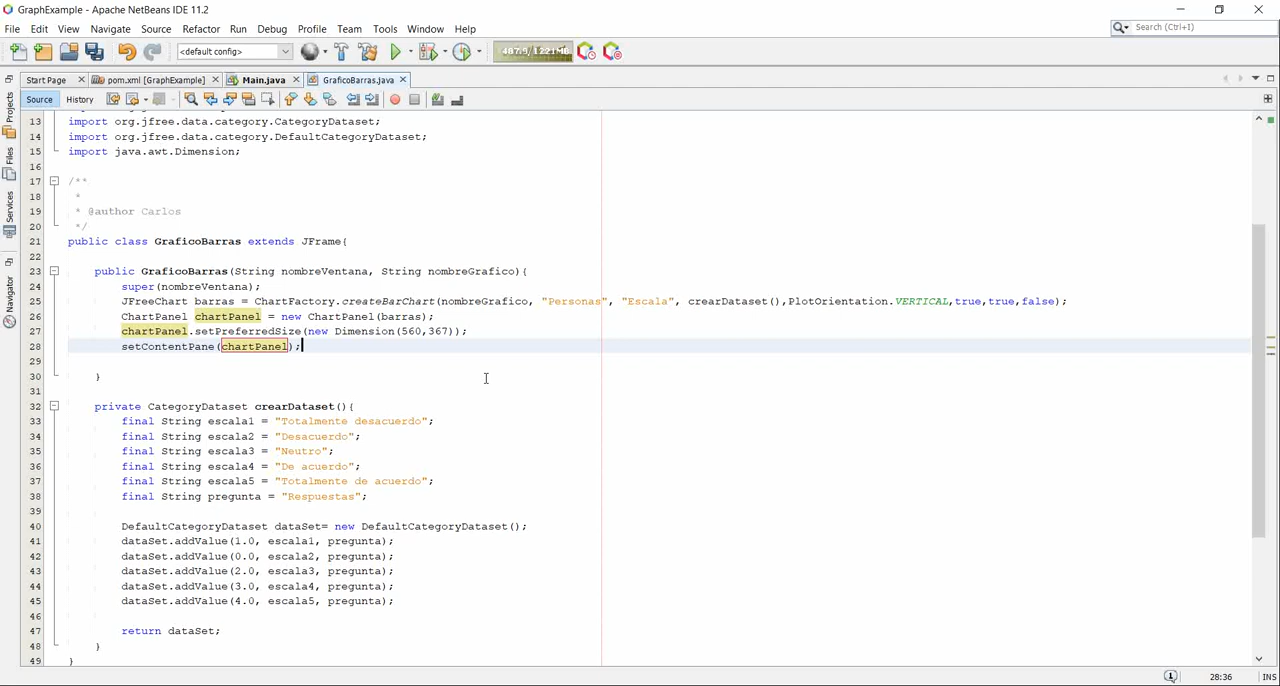 GraphExample - Apache NetBeans IDE 11.2
File Edit View Navigate Source Refactor Run Debug Profile Team Tools Window Help
Search (Ctrl+I)
<default config>
487.9/1221MB
Start Page pom.xml [GraphExample] Main.java GraficoBarras.java
Source History
Projects
Files
Services
Navigator
13 import org.jfree.data.category.CategoryDataset;
14 import org.jfree.data.category.DefaultCategoryDataset;
15 import java.awt.Dimension;
16
17 /**
18 *
19 * @author Carlos
20 */
21 public class GraficoBarras extends JFrame{
22
23 public GraficoBarras(String nombreVentana, String nombreGrafico){
24 super(nombreVentana);
25 JFreeChart barras = ChartFactory.createBarChart(nombreGrafico, "Personas", "Escala", crearDataset(),PlotOrientation.VERTICAL,true,true,false);
26 ChartPanel chartPanel = new ChartPanel(barras);
27 chartPanel.setPreferredSize(new Dimension(560,367));
28 setContentPane(chartPanel);
29
30 }
31
32 private CategoryDataset crearDataset(){
33 final String escala1 = "Totalmente desacuerdo";
34 final String escala2 = "Desacuerdo";
35 final String escala3 = "Neutro";
36 final String escala4 = "De acuerdo";
37 final String escala5 = "Totalmente de acuerdo";
38 final String pregunta = "Respuestas";
39
40 DefaultCategoryDataset dataSet= new DefaultCategoryDataset();
41 dataSet.addValue(1.0, escala1, pregunta);
42 dataSet.addValue(0.0, escala2, pregunta);
43 dataSet.addValue(2.0, escala3, pregunta);
44 dataSet.addValue(3.0, escala4, pregunta);
45 dataSet.addValue(4.0, escala5, pregunta);
46
47 return dataSet;
48 }
49 }
28:36 INS